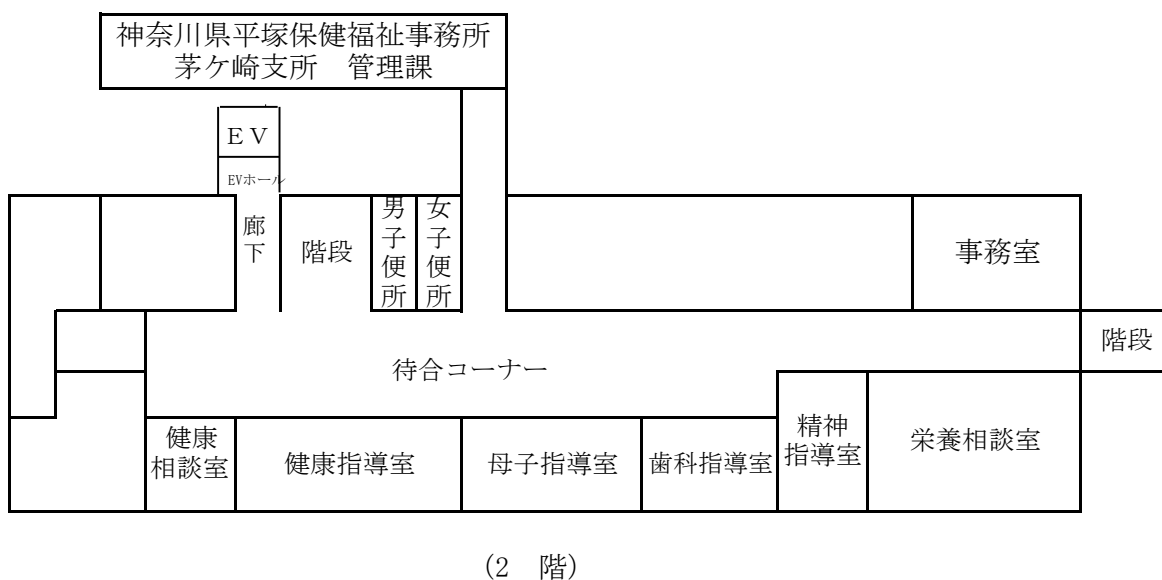 神奈川県平塚保健福祉事務所
茅ケ崎支所　管理課
ＥＶ
EVホール
廊下
階段
男子便所
女子便所
事務室
階段
待合コーナー
健康
相談室
健康指導室
母子指導室
歯科指導室
精神
指導室
栄養相談室
(2　階)